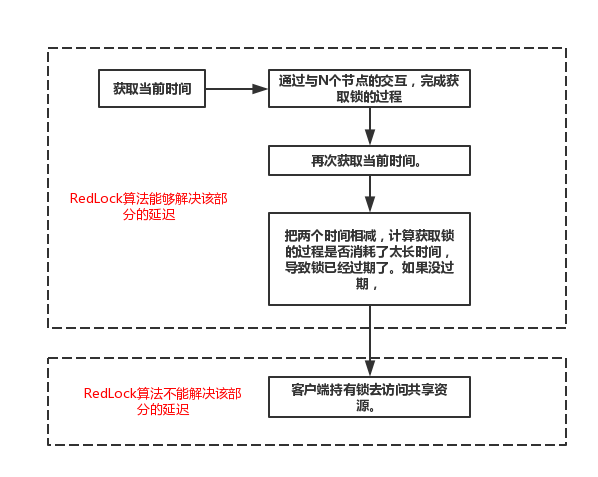 获取当前时间
通过与N个节点的交互，完成获
取锁的过程
再次获取当前时间。
RedLock算法能够解决该部
分的延迟
把两个时间相减，计算获取锁
的过程是否消耗了太长时间，
导致锁已经过期了。如果没过
期，
客户端持有锁去访问共享资
源。
RedLock算法不能解决该部
分的延迟